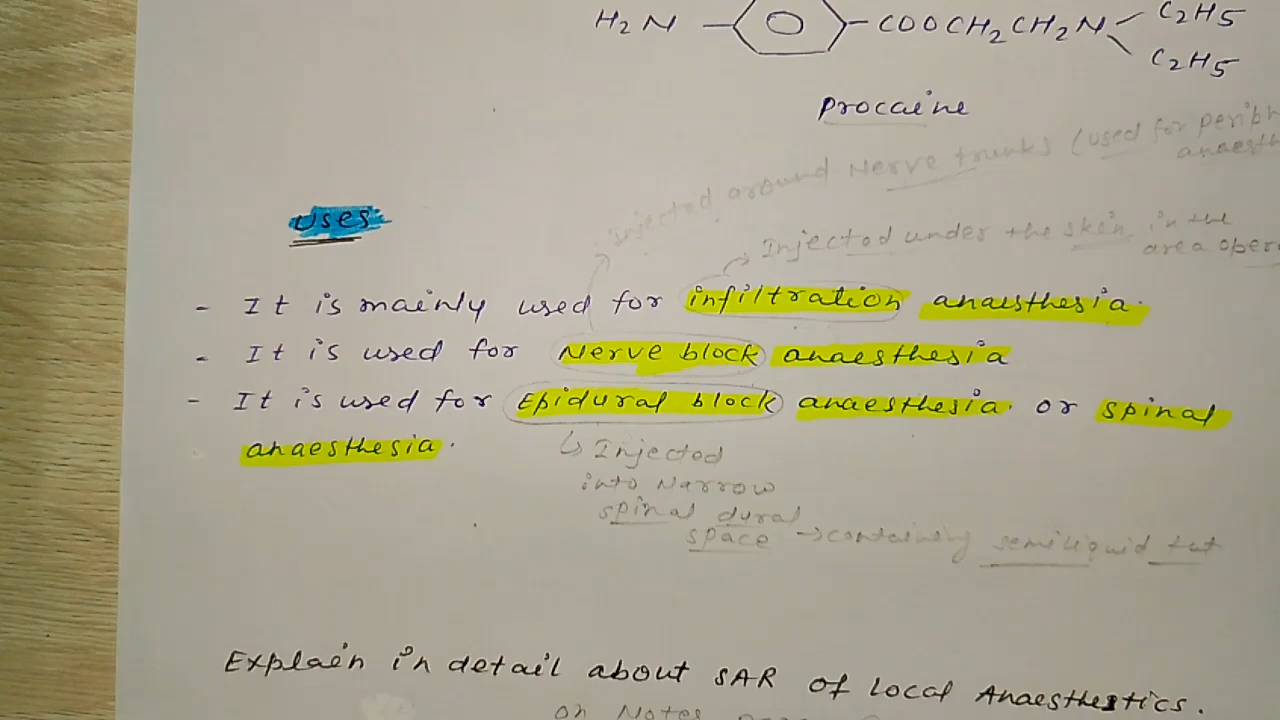 H2N
COOCH2CH2N
C2H5
C2H5
Procaine
Injected around Nerve trunks (used for
Injected under the skin in the
area
Uses
- It is mainly used for infiltration anaesthesia.
- It is used for Nerve block anaesthesia
- It is used for Epidural block anaesthesia. or spinal
anaesthesia.
↳ Injected
into Narrow
spinal dural
space → containing semiliquid fat
Explain in detail about SAR of Local Anaesthetics.
on Notes